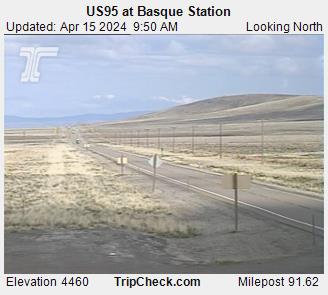 US95 at Basque Station
Updated: Apr 15 2024 9:50 AM Looking North
Elevation 4460 TripCheck.com Milepost 91.62